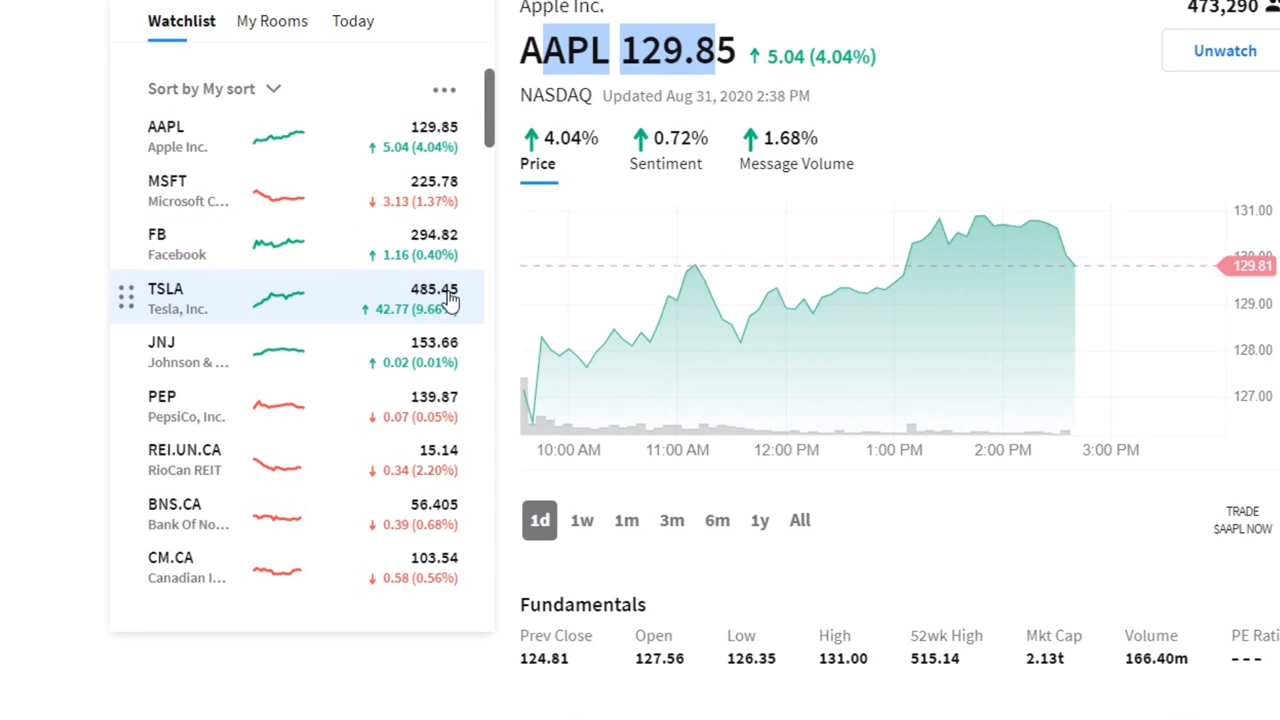 Watchlist My Rooms Today
Sort by My sort
AAPL 129.85
Apple Inc. 5.04 (4.04%)
MSFT 225.78
Microsoft C... 3.13 (1.37%)
FB 294.82
Facebook 1.16 (0.40%)
TSLA 485.45
Tesla, Inc. 42.77 (9.66
JNJ 153.66
Johnson & ... 0.02 (0.01%)
PEP 139.87
PepsiCo, Inc. 0.07 (0.05%)
REI.UN.CA 15.14
RioCan REIT 0.34 (2.20%)
BNS.CA 56.405
Bank Of No... 0.39 (0.68%)
CM.CA 103.54
Canadian I... 0.58 (0.56%)
Apple Inc. 473,290
AAPL 129.85 5.04 (4.04%)
Unwatch
NASDAQ Updated Aug 31, 2020 2:38 PM
4.04% 0.72% 1.68%
Price Sentiment Message Volume
131.00
129.81
129.00
128.00
127.00
10:00 AM 11:00 AM 12:00 PM 1:00 PM 2:00 PM 3:00 PM
1d 1w 1m 3m 6m 1y All
TRADE
$AAPL NOW
Fundamentals
Prev Close Open Low High 52wk High Mkt Cap Volume PE Rati
124.81 127.56 126.35 131.00 515.14 2.13t 166.40m ---